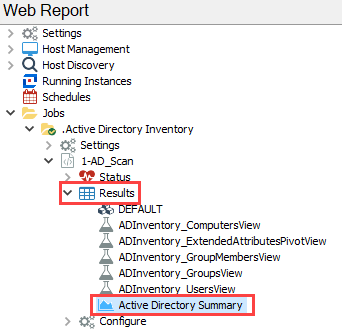 Web Report
Settings
Host Management
Host Discovery
Running Instances
Schedules
Jobs
.Active Directory Inventory
Settings
1-AD_Scan
Status
Results
DEFAULT
ADInventory_ComputersView
ADInventory_ExtendedAttributesPivotView
ADInventory_GroupMembersView
ADInventory_GroupsView
ADInventory_UsersView
Active Directory Summary
Configure